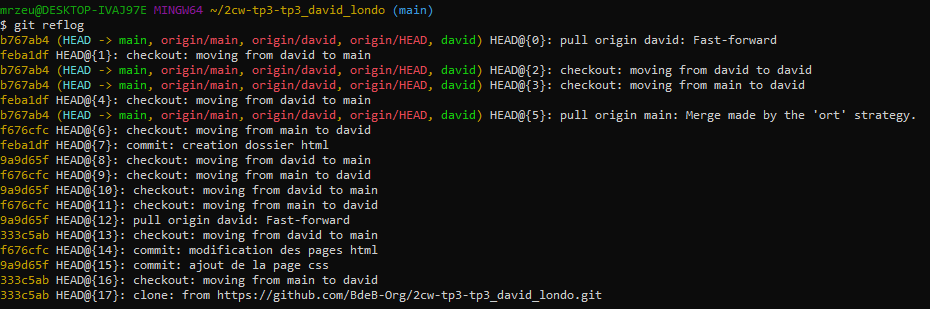 mrzeu@DESKTOP-IVAJ97E MINGW64 ~/2cw-tp3-tp3_david_londo (main)
$ git reflog
b767ab4 (HEAD -> main, origin/main, origin/david, origin/HEAD, david) HEAD@{0}: pull origin david: Fast-forward
feba1df HEAD@{1}: checkout: moving from david to main
b767ab4 (HEAD -> main, origin/main, origin/david, origin/HEAD, david) HEAD@{2}: checkout: moving from david to david
b767ab4 (HEAD -> main, origin/main, origin/david, origin/HEAD, david) HEAD@{3}: checkout: moving from main to david
feba1df HEAD@{4}: checkout: moving from david to main
b767ab4 (HEAD -> main, origin/main, origin/david, origin/HEAD, david) HEAD@{5}: pull origin main: Merge made by the 'ort' strategy.
f676cfc HEAD@{6}: checkout: moving from main to david
feba1df HEAD@{7}: commit: creation dossier html
9a9d65f HEAD@{8}: checkout: moving from david to main
f676cfc HEAD@{9}: checkout: moving from main to david
9a9d65f HEAD@{10}: checkout: moving from david to main
f676cfc HEAD@{11}: checkout: moving from main to david
9a9d65f HEAD@{12}: pull origin david: Fast-forward
333c5ab HEAD@{13}: checkout: moving from david to main
f676cfc HEAD@{14}: commit: modification des pages html
9a9d65f HEAD@{15}: commit: ajout de la page css
333c5ab HEAD@{16}: checkout: moving from main to david
333c5ab HEAD@{17}: clone: from https://github.com/BdeB-Org/2cw-tp3-tp3_david_londo.git